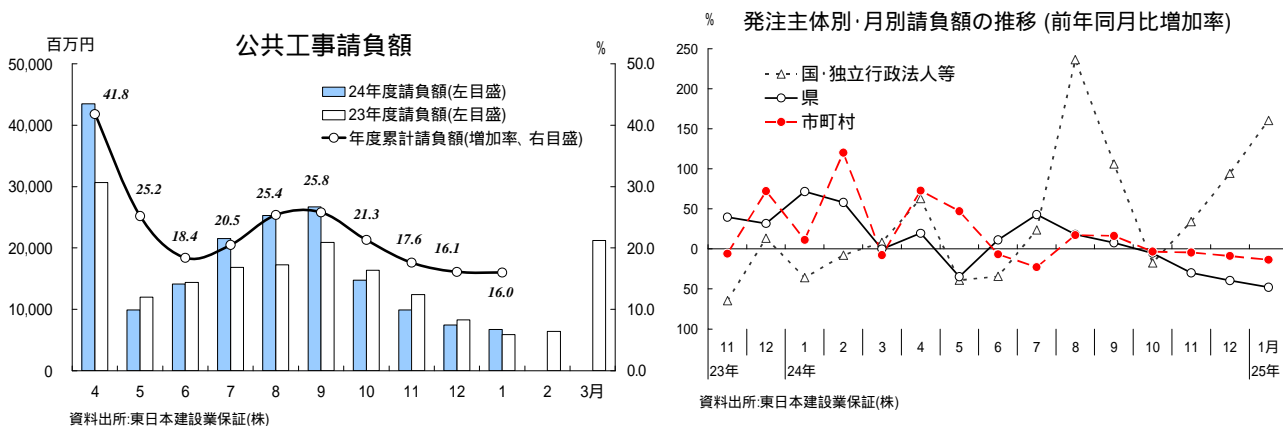 公共工事請負額
百万円
%
50,000
40,000
30,000
20,000
10,000
0
50.0
40.0
30.0
20.0
10.0
0.0
24年度請負額(左目盛)
23年度請負額(左目盛)
年度累計請負額(増加率、右目盛)
41.8
25.2
18.4
20.5
25.4
25.8
21.3
17.6
16.1
16.0
4 5 6 7 8 9 10 11 12 1 2 3月
資料出所:東日本建設業保証(株)
% 発注主体別･月別請負額の推移 (前年同月比増加率)
250
200
150
100
50
0
50
100
国･独立行政法人等
県
市町村
11 12 1 2 3 4 5 6 7 8 9 10 11 12 1月
23年 24年 25年
資料出所:東日本建設業保証(株)